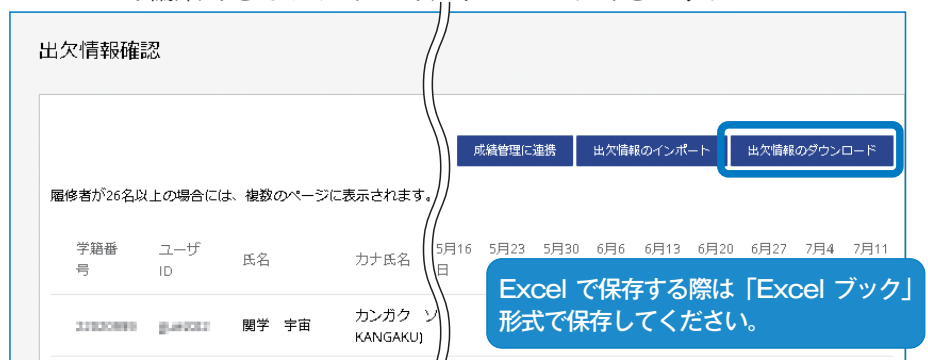 出欠情報確認
成績管理に連携 出欠情報のインポート 出欠情報のダウンロード
履修者が26名以上の場合には、複数のページに表示されます。
学籍番号 ユーザID 氏名 カナ氏名 5月16日 5月23 5月30 6月6 6月13 6月20 6月27 7月4 7月11
Excel で保存する際は「Excel ブック」
形式で保存してください。
関学 宇宙 カンガク ソ
KANGAKU)